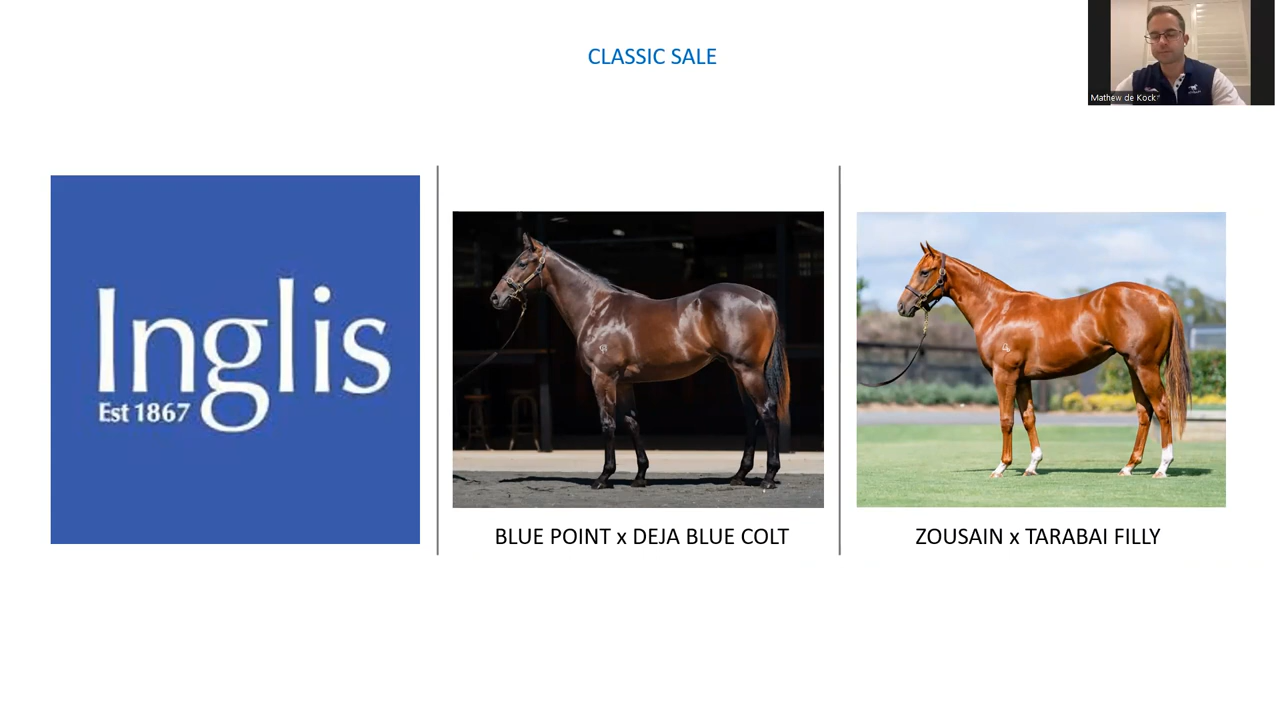 CLASSIC SALE
Mathew de Kock
Inglis
Est 1867
BLUE POINT x DEJA BLUE COLT
ZOUSAIN x TARABAI FILLY